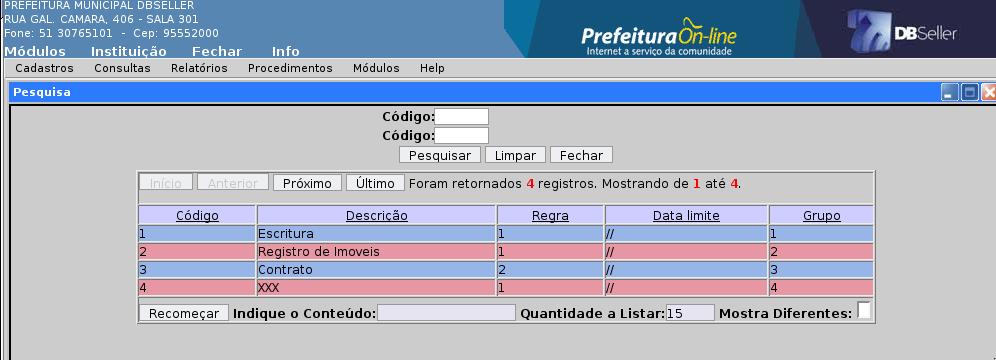 PREFEITURA MUNICIPAL DBSELLER
RUA GAL. CAMARA, 406 - SALA 301
Fone: 51 30765101 - Cep: 95552000
Prefeitura On-line
Internet a serviço da comunidade
DBSeller
Módulos Instituição Fechar Info
Cadastros Consultas Relatórios Procedimentos Módulos Help
Pesquisa
Código:
Código:
Pesquisar Limpar Fechar
Início Anterior Próximo Último Foram retornados 4 registros. Mostrando de 1 até 4.
Código Descrição Regra Data limite Grupo
1 Escritura 1 // 1
2 Registro de Imoveis 1 // 2
3 Contrato 2 // 3
4 XXX 1 // 4
Recomeçar Indique o Conteúdo: Quantidade a Listar: 15 Mostra Diferentes: